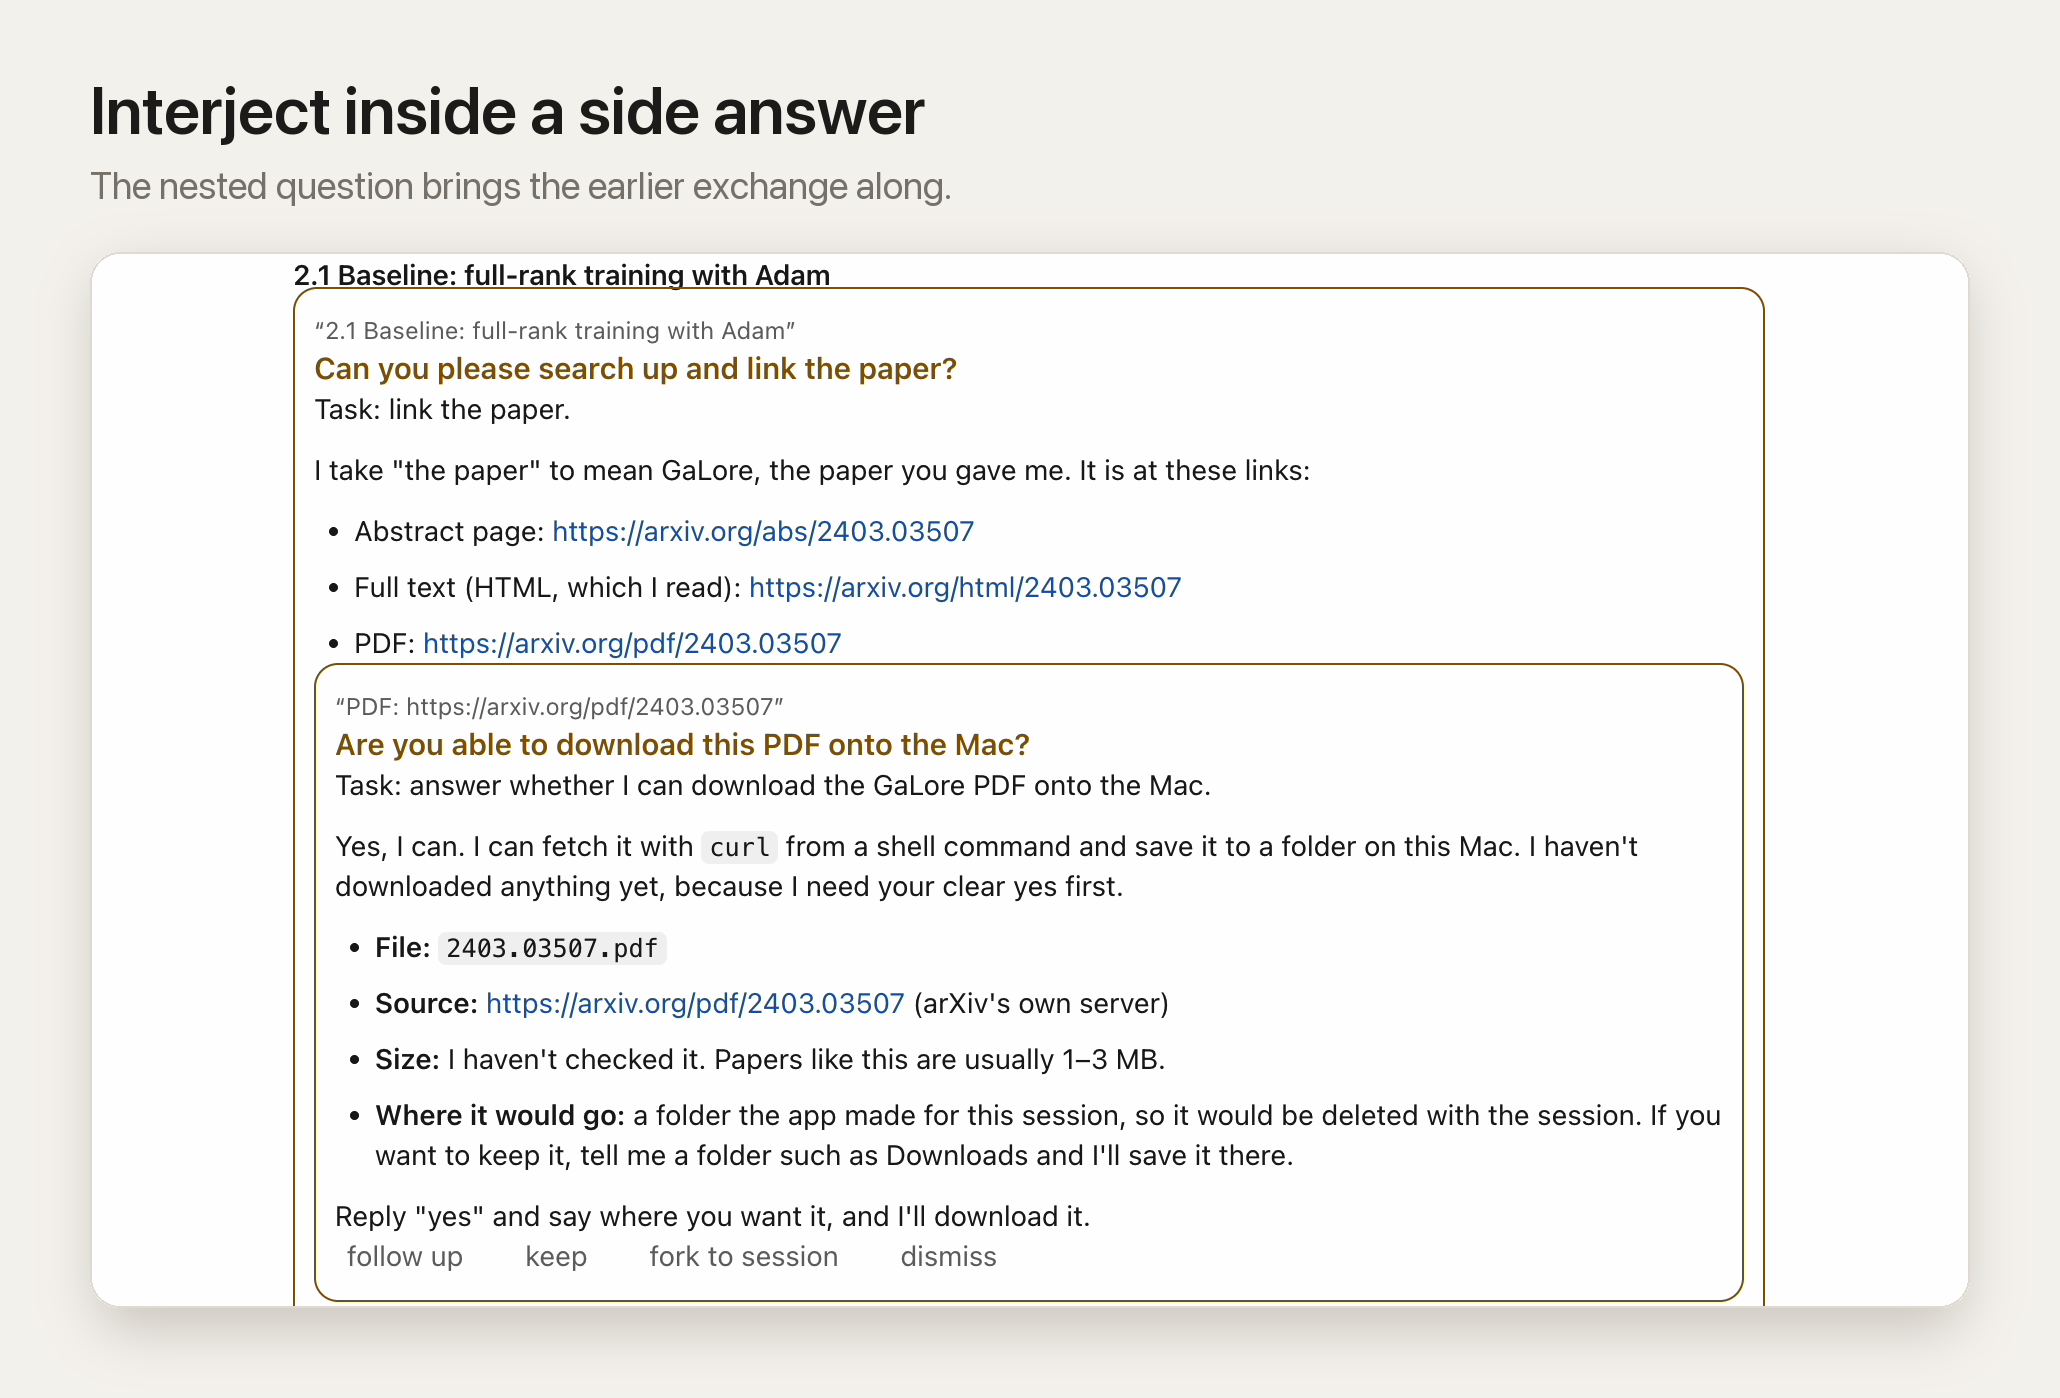 Interject inside a side answer
The nested question brings the earlier exchange along.
2.1 Baseline: full-rank training with Adam
“2.1 Baseline: full-rank training with Adam”
Can you please search up and link the paper?
Task: link the paper.
I take "the paper" to mean GaLore, the paper you gave me. It is at these links:
• Abstract page: https://arxiv.org/abs/2403.03507
• Full text (HTML, which I read): https://arxiv.org/html/2403.03507
• PDF: https://arxiv.org/pdf/2403.03507
“PDF: https://arxiv.org/pdf/2403.03507”
Are you able to download this PDF onto the Mac?
Task: answer whether I can download the GaLore PDF onto the Mac.
Yes, I can. I can fetch it with curl from a shell command and save it to a folder on this Mac. I haven't
downloaded anything yet, because I need your clear yes first.
• File: 2403.03507.pdf
• Source: https://arxiv.org/pdf/2403.03507 (arXiv's own server)
• Size: I haven't checked it. Papers like this are usually 1–3 MB.
• Where it would go: a folder the app made for this session, so it would be deleted with the session. If you
want to keep it, tell me a folder such as Downloads and I'll save it there.
Reply "yes" and say where you want it, and I'll download it.
follow up keep fork to session dismiss